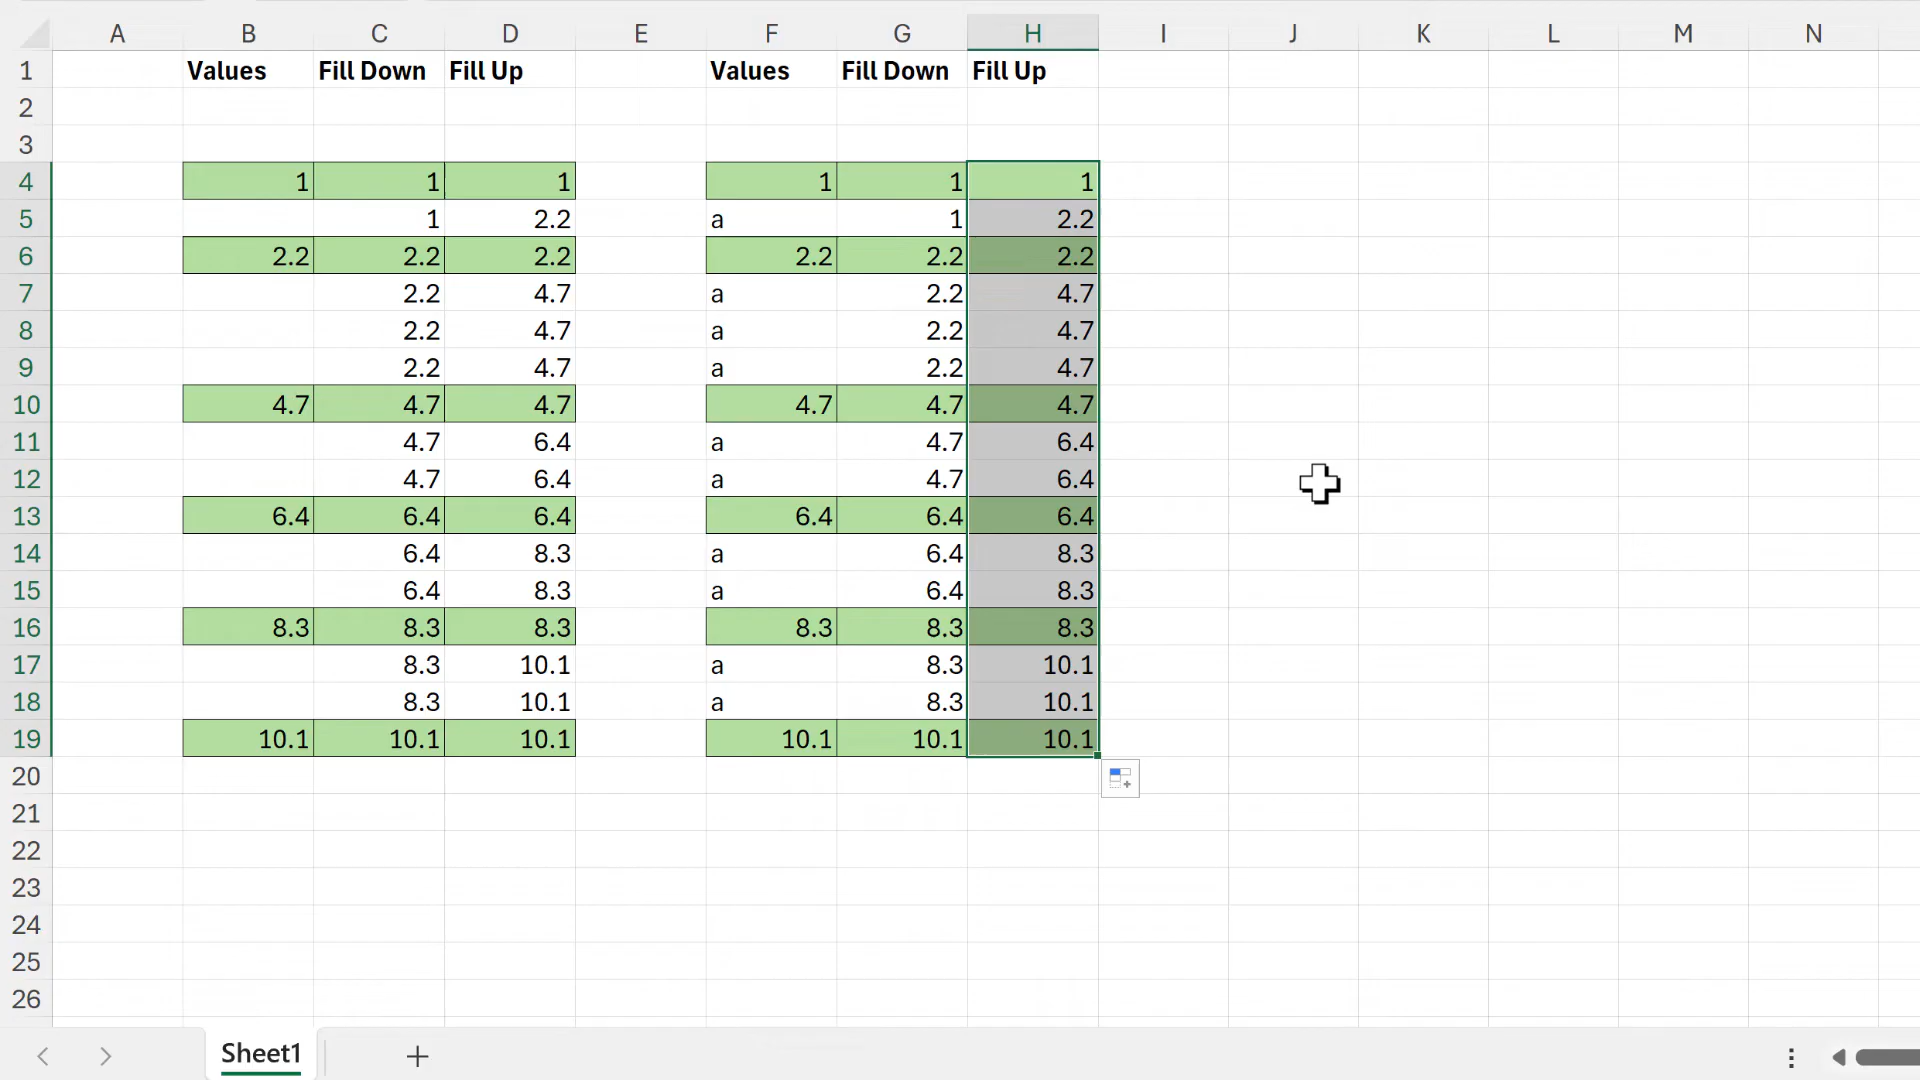 A B C D E F G H I J K L M N
1 Values Fill Down Fill Up Values Fill Down Fill Up
2
3
4 1 1 1 1 1 1
5 1 2.2 a 1 2.2
6 2.2 2.2 2.2 2.2 2.2 2.2
7 2.2 4.7 a 2.2 4.7
8 2.2 4.7 a 2.2 4.7
9 2.2 4.7 a 2.2 4.7
10 4.7 4.7 4.7 4.7 4.7 4.7
11 4.7 6.4 a 4.7 6.4
12 4.7 6.4 a 4.7 6.4
13 6.4 6.4 6.4 6.4 6.4 6.4
14 6.4 8.3 a 6.4 8.3
15 6.4 8.3 a 6.4 8.3
16 8.3 8.3 8.3 8.3 8.3 8.3
17 8.3 10.1 a 8.3 10.1
18 8.3 10.1 a 8.3 10.1
19 10.1 10.1 10.1 10.1 10.1 10.1
20
21
22
23
24
25
26
Sheet1